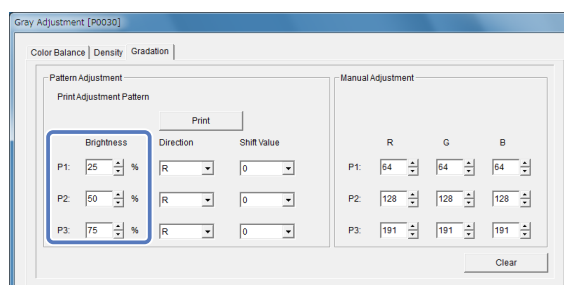 Gray Adjustment [P0030]
Color Balance Density Gradation
Pattern Adjustment
Print Adjustment Pattern
Print
Brightness Direction Shift Value
P1: 25 % R 0
P2: 50 % R 0
P3: 75 % R 0
Manual Adjustment
R G B
P1: 64 64 64
P2: 128 128 128
P3: 191 191 191
Clear